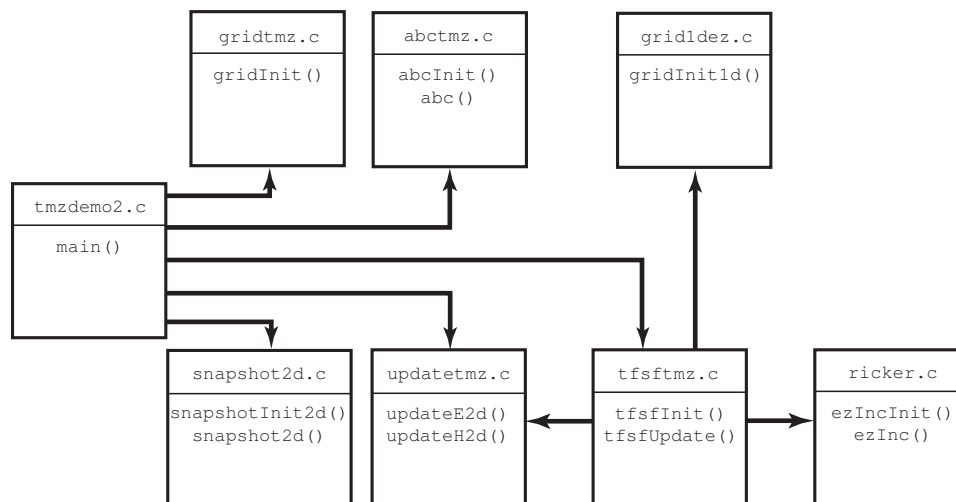 gridtmz.c
gridInit()
abctmz.c
abcInit()
abc()
grid1dez.c
gridInit1d()
tmzdemo2.c
main()
snapshot2d.c
snapshotInit2d()
snapshot2d()
updatetmz.c
updateE2d()
updateH2d()
tfsftmz.c
tfsfInit()
tfsfUpdate()
ricker.c
ezIncInit()
ezInc()